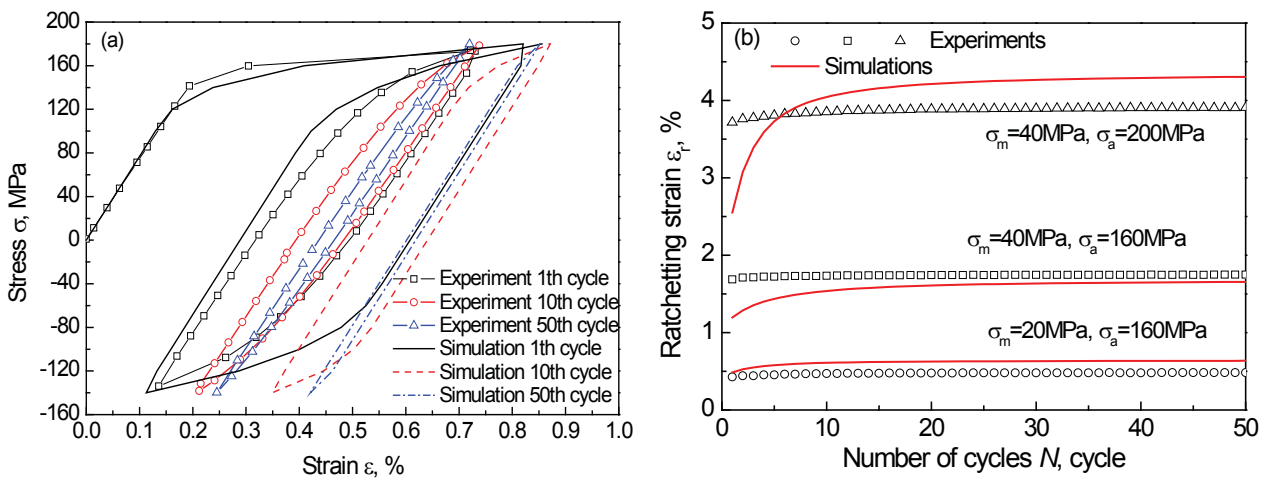 (a)
Stress σ, MPa
200
160
120
80
40
0
-40
-80
-120
-160
0.0 0.1 0.2 0.3 0.4 0.5 0.6 0.7 0.8 0.9 1.0
Strain ε, %
Experiment 1th cycle
Experiment 10th cycle
Experiment 50th cycle
Simulation 1th cycle
Simulation 10th cycle
Simulation 50th cycle
(b)
Ratchetting strain εr, %
5
4
3
2
1
0
0 10 20 30 40 50
Number of cycles N, cycle
Experiments
Simulations
σm=40MPa, σa=200MPa
σm=40MPa, σa=160MPa
σm=20MPa, σa=160MPa